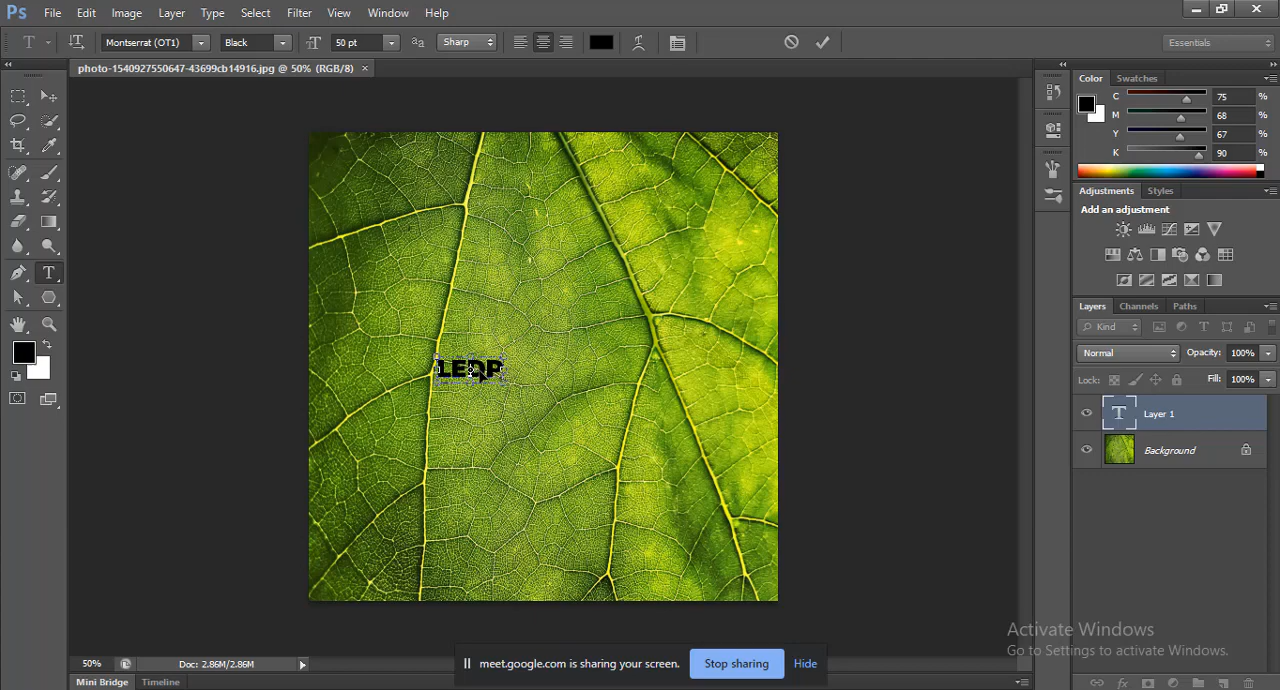 Ps File Edit Image Layer Type Select Filter View Window Help
T Montserrat (OT1) Black 50 pt aa Sharp Essentials
photo-1540927550647-43699cb14916.jpg @ 50% (RGB/8) ×
Color Swatches
C 75 %
M 68 %
Y 67 %
K 90 %
Adjustments Styles
Add an adjustment
Layers Channels Paths
Kind
Normal Opacity: 100%
Lock: Fill: 100%
T Layer 1
Background
50% Doc: 2.86M/2.86M
Mini Bridge Timeline
meet.google.com is sharing your screen. Stop sharing Hide
Activate Windows
Go to Settings to activate Windows.